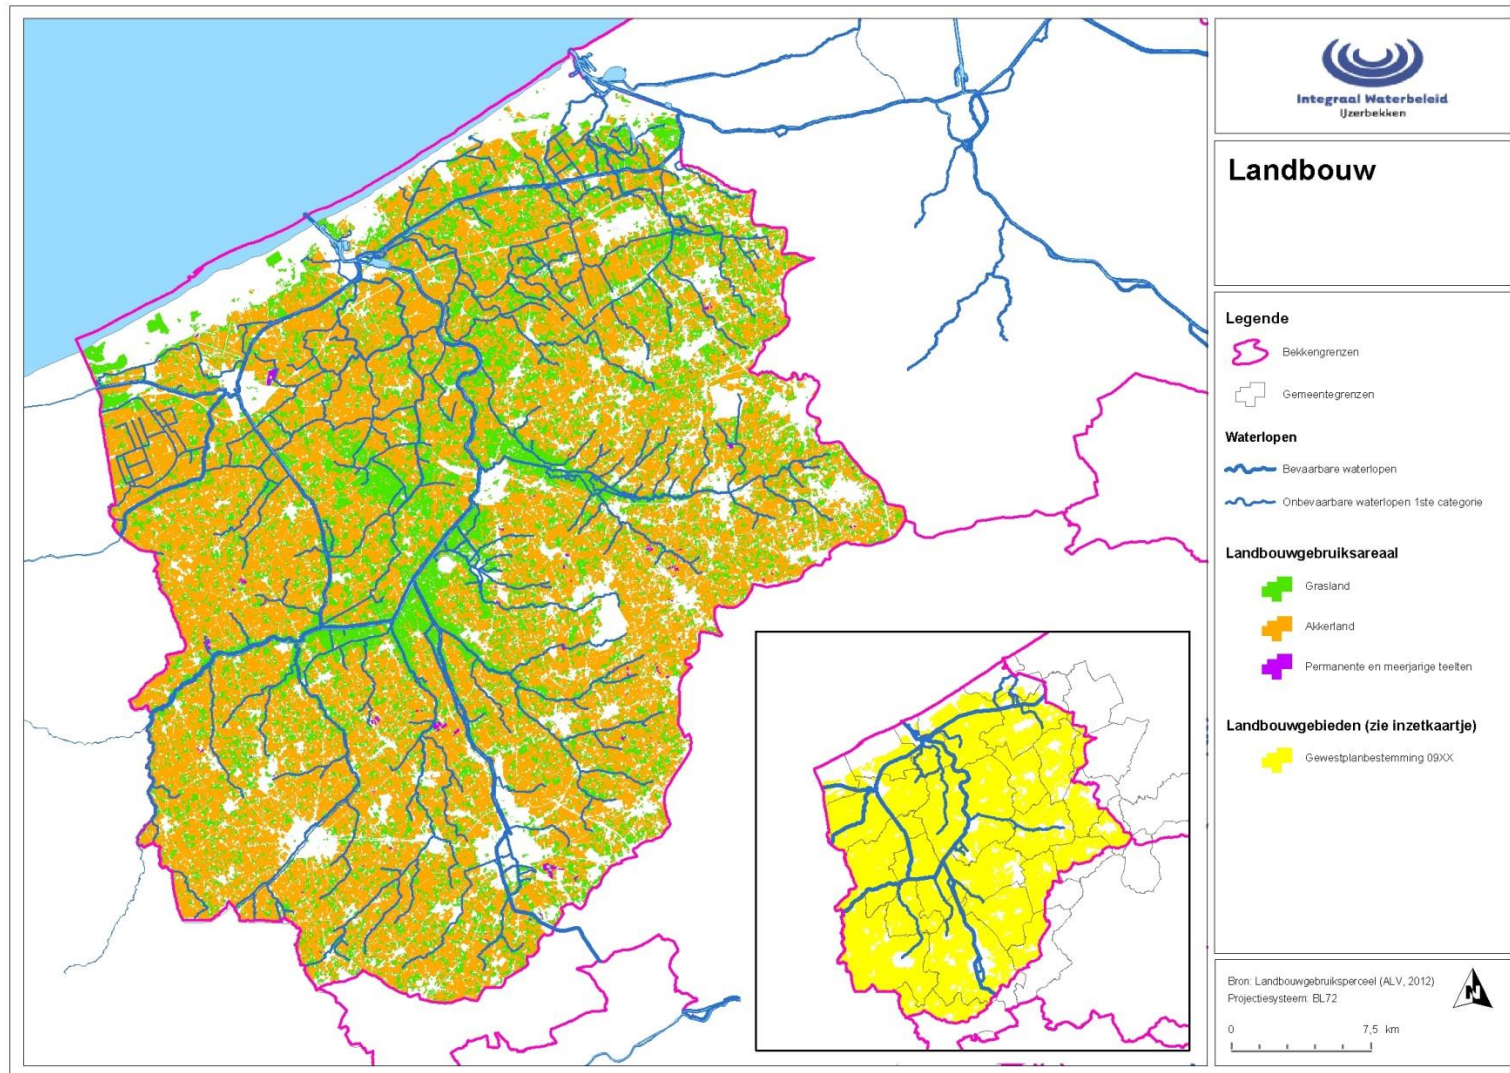 Integraal Waterbeleid
IJzerbekken
Landbouw
Legende
Bekkengrenzen
Gemeentegrenzen
Waterlopen
Bevaarbare waterlopen
Onbevaarbare waterlopen 1ste categorie
Landbouwgebruiksareaal
Grasland
Akkerland
Permanente en meerjarige teelten
Landbouwgebieden (zie inzetkaartje)
Gewestplanbestemming 09XX
Bron: Landbouwgebruiksperceel (ALV, 2012)
Projectiesysteem: BL72
N
0 7,5 km